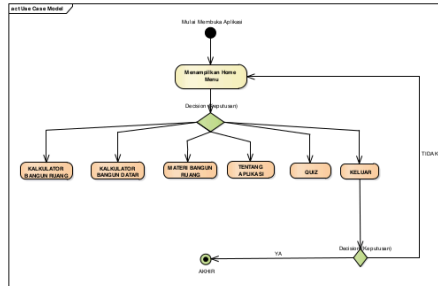 act Use Case Model
Mulai Membuka Aplikasi
Menampilkan Home
Menu
Decision (Keputusan)
KALKULATOR
BANGUN RUANG
KALKULATOR
BANGUN DATAR
MATERI BANGUN
RUANG
TENTANG
APLIKASI
QUIZ
KELUAR
TIDAK
Decision (Keputusan)
YA
AKHIR